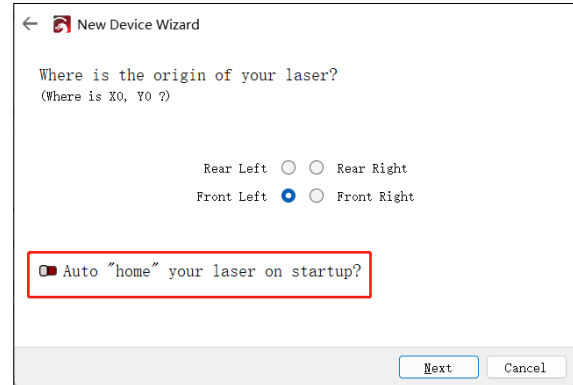 New Device Wizard
Where is the origin of your laser?
(Where is X0, Y0 ?)
Rear Left Rear Right
Front Left Front Right
Auto "home" your laser on startup?
Next Cancel